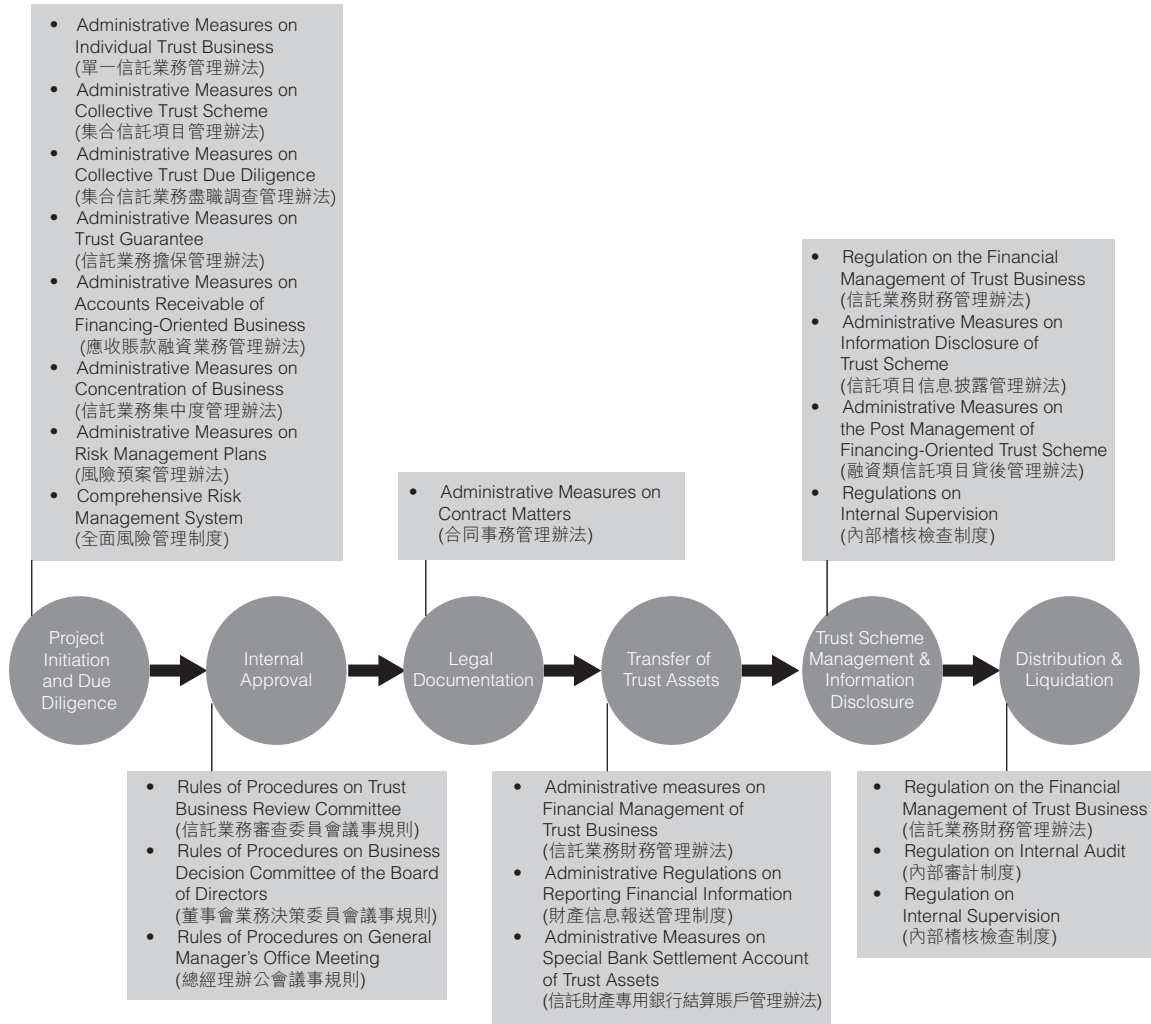 • Administrative Measures on
Individual Trust Business
(單一信託業務管理辦法)
• Administrative Measures on
Collective Trust Scheme
(集合信託項目管理辦法)
• Administrative Measures on
Collective Trust Due Diligence
(集合信託業務盡職調查管理辦法)
• Administrative Measures on
Trust Guarantee
(信託業務擔保管理辦法)
• Administrative Measures on
Accounts Receivable of
Financing-Oriented Business
(應收賬款融資業務管理辦法)
• Administrative Measures on
Concentration of Business
(信託業務集中度管理辦法)
• Administrative Measures on
Risk Management Plans
(風險預案管理辦法)
• Comprehensive Risk
Management System
(全面風險管理制度)
• Administrative Measures on
Contract Matters
(合同事務管理辦法)
• Regulation on the Financial
Management of Trust Business
(信託業務財務管理辦法)
• Administrative Measures on
Information Disclosure of
Trust Scheme
(信託項目信息披露管理辦法)
• Administrative Measures on
the Post Management of
Financing-Oriented Trust Scheme
(融資類信託項目貸後管理辦法)
• Regulations on
Internal Supervision
(內部稽核檢查制度)
Project
Initiation
and Due
Diligence
Internal
Approval
Legal
Documentation
Transfer of
Trust Assets
Trust Scheme
Management &
Information
Disclosure
Distribution &
Liquidation
• Rules of Procedures on Trust
Business Review Committee
(信託業務審查委員會議事規則)
• Rules of Procedures on Business
Decision Committee of the Board
of Directors
(董事會業務決策委員會議事規則)
• Rules of Procedures on General
Manager's Office Meeting
(總經理辦公會議事規則)
• Administrative measures on
Financial Management of
Trust Business
(信託業務財務管理辦法)
• Administrative Regulations on
Reporting Financial Information
(財產信息報送管理制度)
• Administrative Measures on
Special Bank Settlement Account
of Trust Assets
(信託財產專用銀行結算賬戶管理辦法)
• Regulation on the Financial
Management of Trust Business
(信託業務財務管理辦法)
• Regulation on Internal Audit
(內部審計制度)
• Regulation on
Internal Supervision
(內部稽核檢查制度)